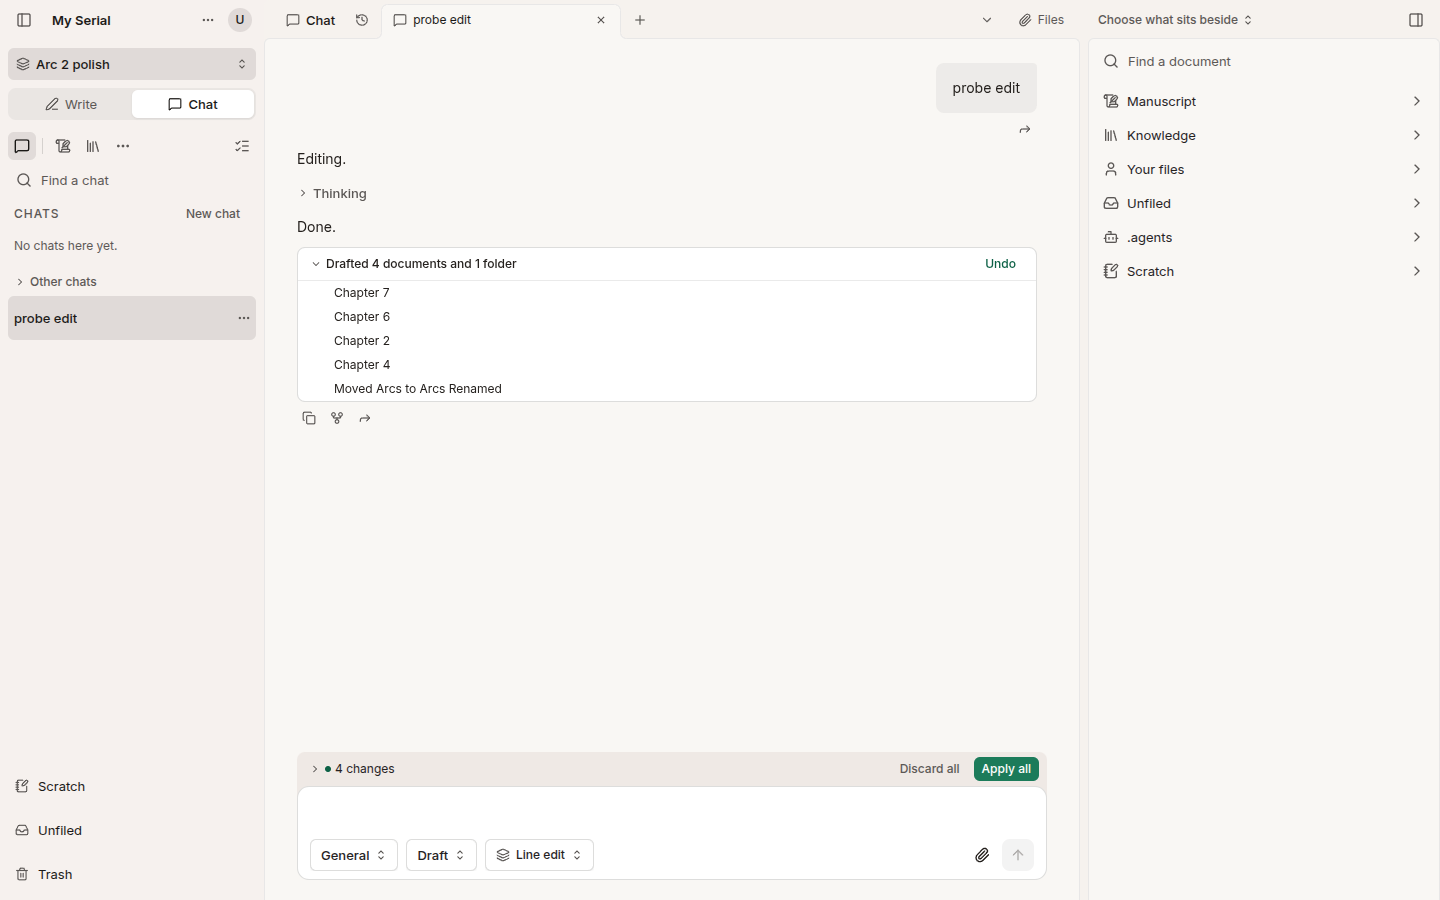 My Serial
U
Arc 2 polish
Write
Chat
Find a chat
CHATS
New chat
No chats here yet.
Other chats
probe edit
Scratch
Unfiled
Trash
Chat
probe edit
Files
probe edit
Editing.
Thinking
Done.
Drafted 4 documents and 1 folder
Undo
Chapter 7
Chapter 6
Chapter 2
Chapter 4
Moved Arcs to Arcs Renamed
4 changes
Discard all
Apply all
General
Draft
Line edit
Choose what sits beside
Find a document
Manuscript
Knowledge
Your files
Unfiled
.agents
Scratch